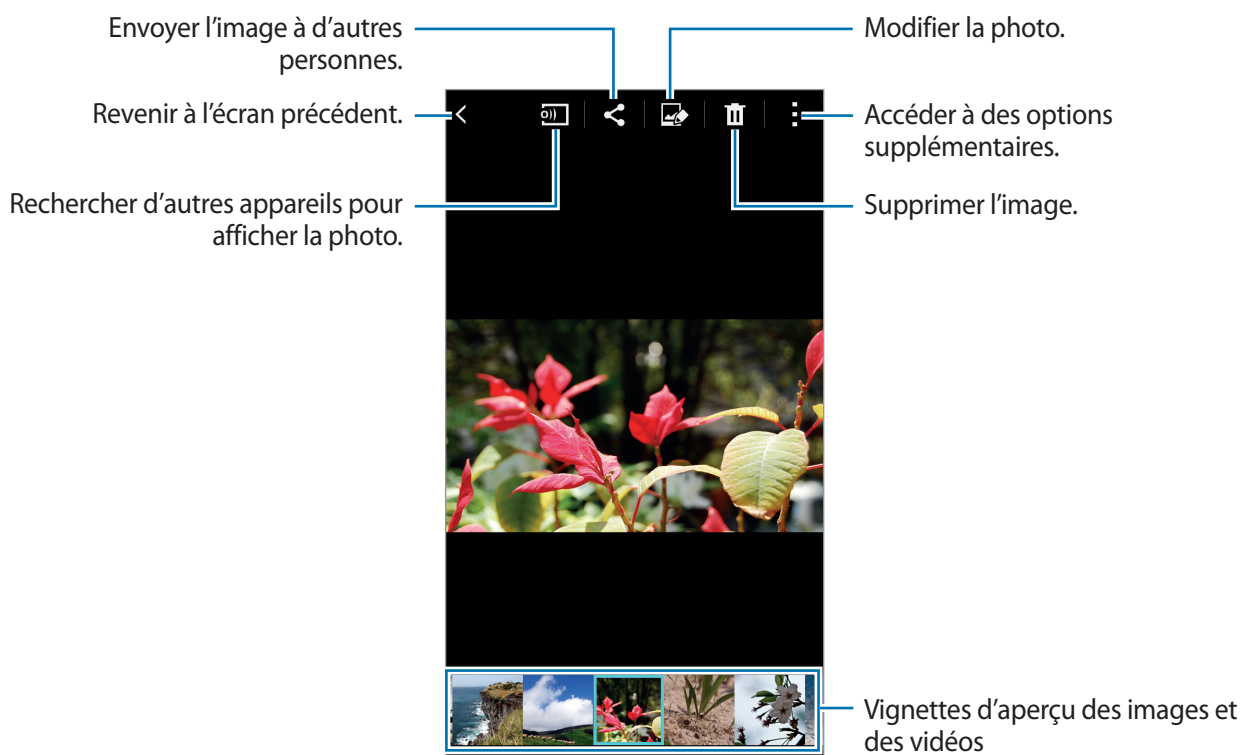 Envoyer l'image à d'autres
personnes.
Revenir à l'écran précédent.
Rechercher d'autres appareils pour
afficher la photo.
Modifier la photo.
Accéder à des options
supplémentaires.
Supprimer l'image.
Vignettes d'aperçu des images et
des vidéos